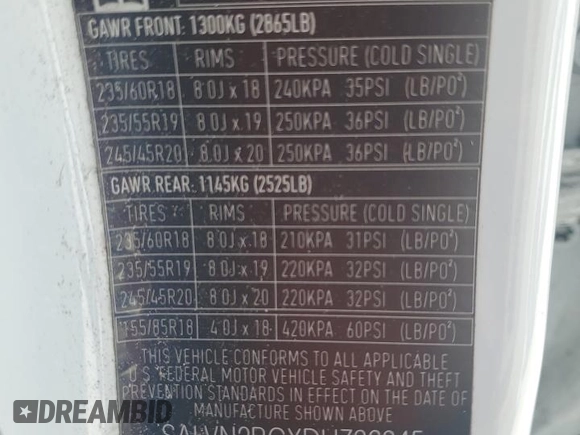 GAWR FRONT: 1300KG (2865LB)
TIRES RIMS PRESSURE (COLD SINGLE)
235/60R18 8.0J x 18 240KPA 35PSI (LB/PO²)
235/55R19 8.0J x 19 250KPA 36PSI (LB/PO²)
245/45R20 8.0J x 20 250KPA 36PSI (LB/PO²)
GAWR REAR: 1145KG (2525LB)
TIRES RIMS PRESSURE (COLD SINGLE)
235/60R18 8.0J x 18 210KPA 31PSI (LB/PO²)
235/55R19 8.0J x 19 220KPA 32PSI (LB/PO²)
245/45R20 8.0J x 20 220KPA 32PSI (LB/PO²)
155/85R18 4.0J x 18 420KPA 60PSI (LB/PO²)
THIS VEHICLE CONFORMS TO ALL APPLICABLE
U.S. FEDERAL MOTOR VEHICLE SAFETY AND THEFT
PREVENTION STANDARDS IN EFFECT ON THE DATE
OF MANUFACTURE SHOWN ABOVE
DREAMBID.COM